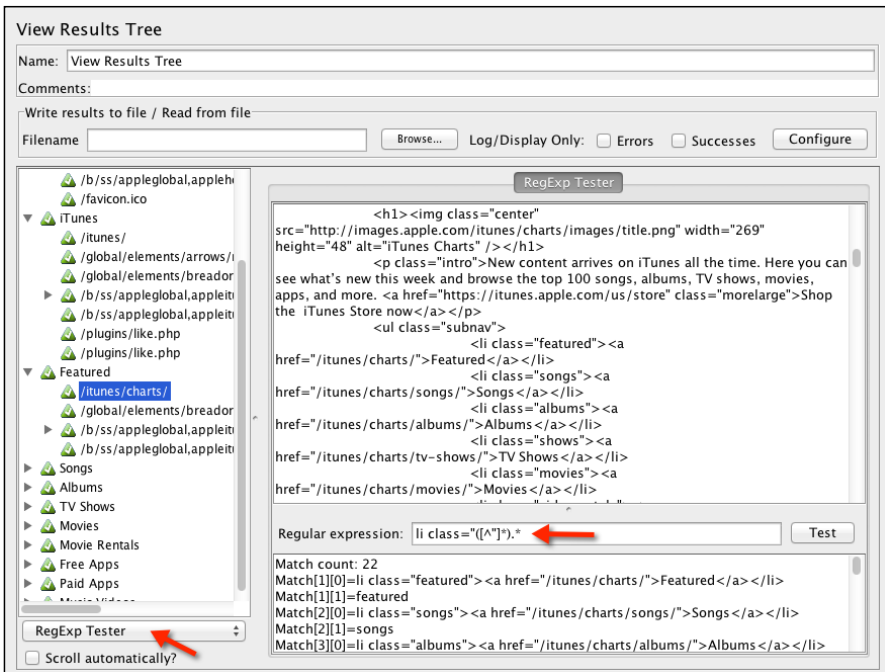 View Results Tree
Name: View Results Tree
Comments:
Write results to file / Read from file
Filename Browse... Log/Display Only: Errors Successes Configure
/b/ss/appleglobal,appleh
/favicon.ico
iTunes
/itunes/
/global/elements/arrows/
/global/elements/breador
/b/ss/appleglobal,appleit
/b/ss/appleglobal,appleit
/plugins/like.php
/plugins/like.php
Featured
/itunes/charts/
/global/elements/breador
/b/ss/appleglobal,appleit
/b/ss/appleglobal,appleit
Songs
Albums
TV Shows
Movies
Movie Rentals
Free Apps
Paid Apps
RegExp Tester
Scroll automatically?
RegExp Tester
<h1><img class="center"
src="http://images.apple.com/itunes/charts/images/title.png" width="269"
height="48" alt="iTunes Charts" /></h1>
<p class="intro">New content arrives on iTunes all the time. Here you can
see what's new this week and browse the top 100 songs, albums, TV shows, movies,
apps, and more. <a href="https://itunes.apple.com/us/store" class="morelarge">Shop
the iTunes Store now</a></p>
<ul class="subnav">
<li class="featured"><a
href="/itunes/charts/">Featured</a></li>
<li class="songs"><a
href="/itunes/charts/songs/">Songs</a></li>
<li class="albums"><a
href="/itunes/charts/albums/">Albums</a></li>
<li class="shows"><a
href="/itunes/charts/tv-shows/">TV Shows</a></li>
<li class="movies"><a
href="/itunes/charts/movies/">Movies</a></li>
Regular expression: li class="([^"]*).* Test
Match count: 22
Match[1][0]=li class="featured"><a href="/itunes/charts/">Featured</a></li>
Match[1][1]=featured
Match[2][0]=li class="songs"><a href="/itunes/charts/songs/">Songs</a></li>
Match[2][1]=songs
Match[3][0]=li class="albums"><a href="/itunes/charts/albums/">Albums</a></li>